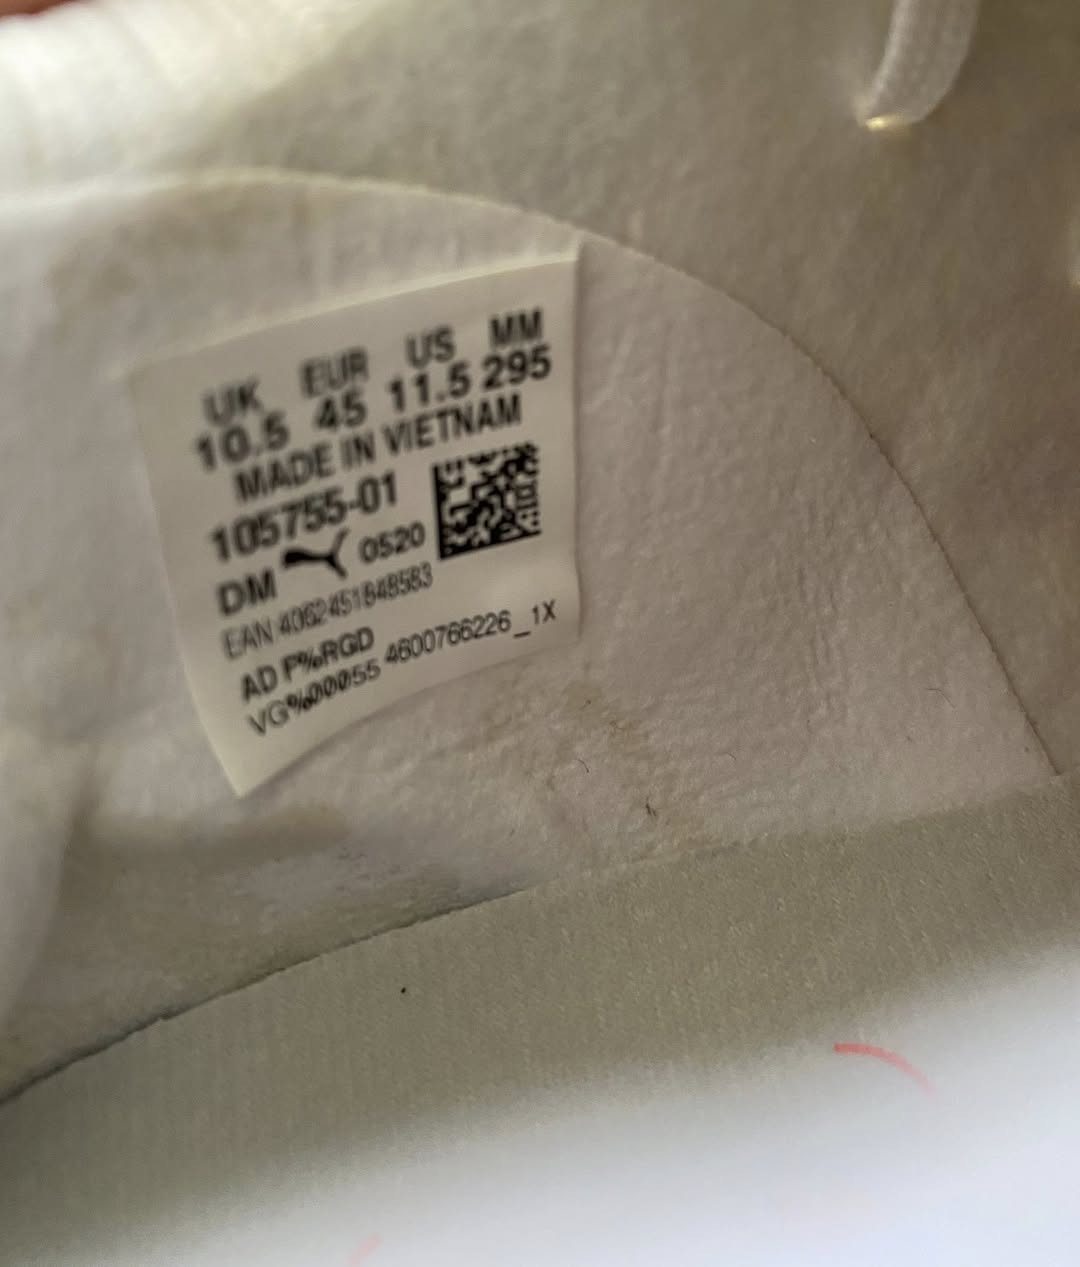 UK EUR US MM
10.5 45 11.5 295
MADE IN VIETNAM
105755-01
DM 0520
EAN 4062451848583
AD P%RGD
VG%00055 4600766226_1X